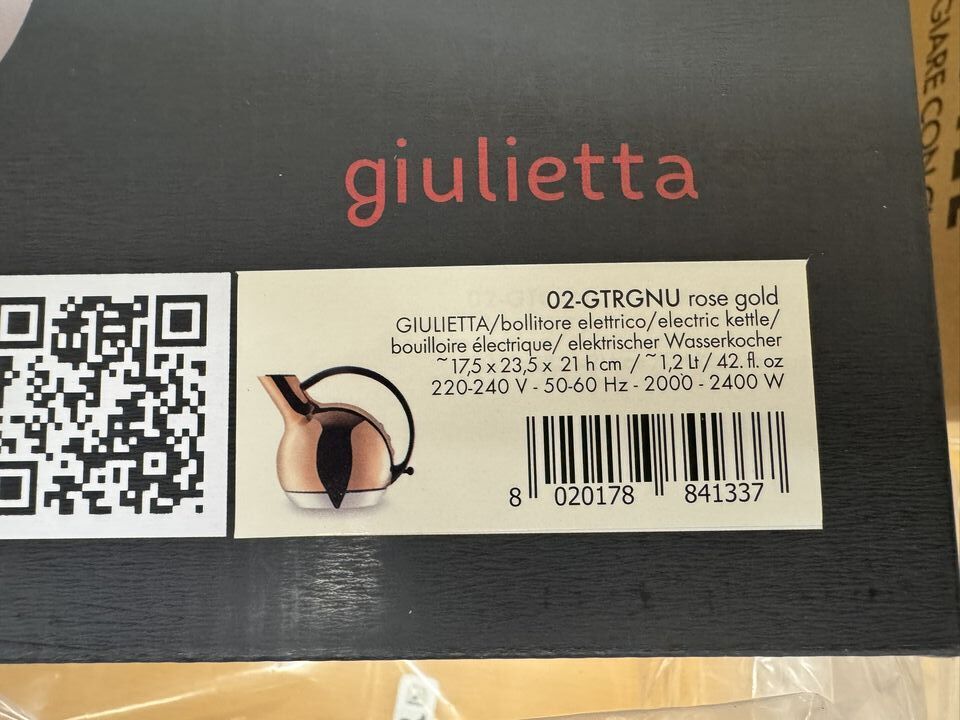 giulietta
02-GTRGNU rose gold
GIULIETTA/bollitore elettrico/electric kettle/
bouilloire électrique/ elektrischer Wasserkocher
~17,5 x 23,5 x 21 h cm / ~1,2 Lt / 42. fl. oz
220-240 V - 50-60 Hz - 2000 - 2400 W
8 020178 841337